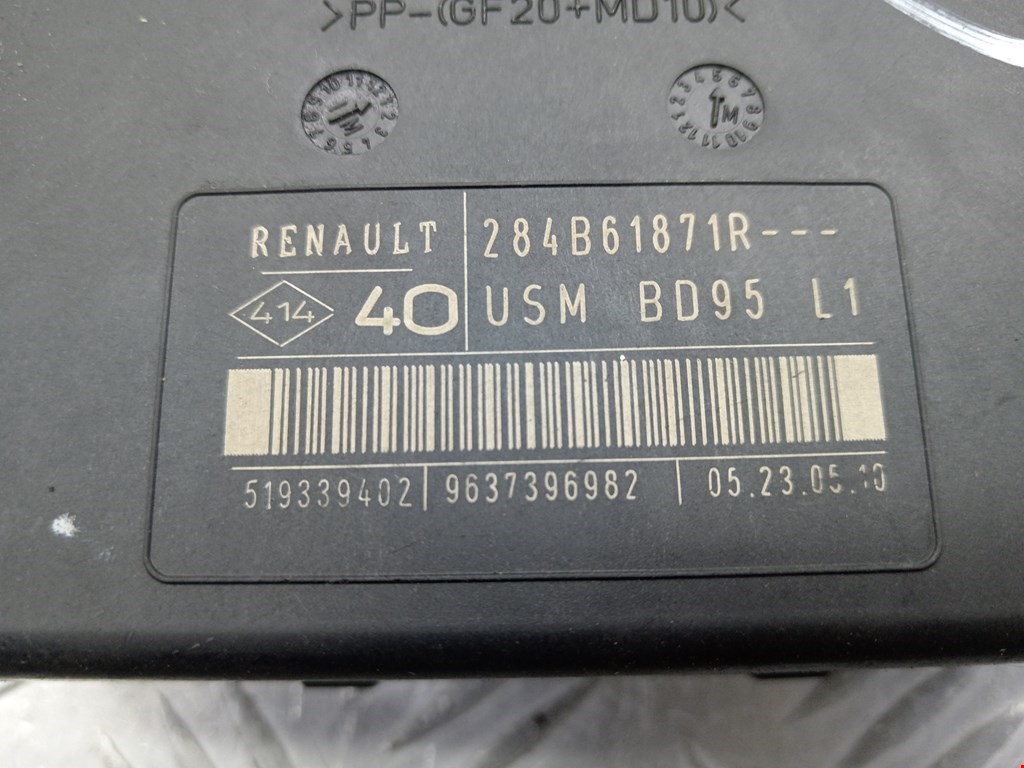 >PP-(GF20+MD10)<
RENAULT
284B61871R---
414
40
USM BD95 L1
519339402
9637396982
05.23.05.10